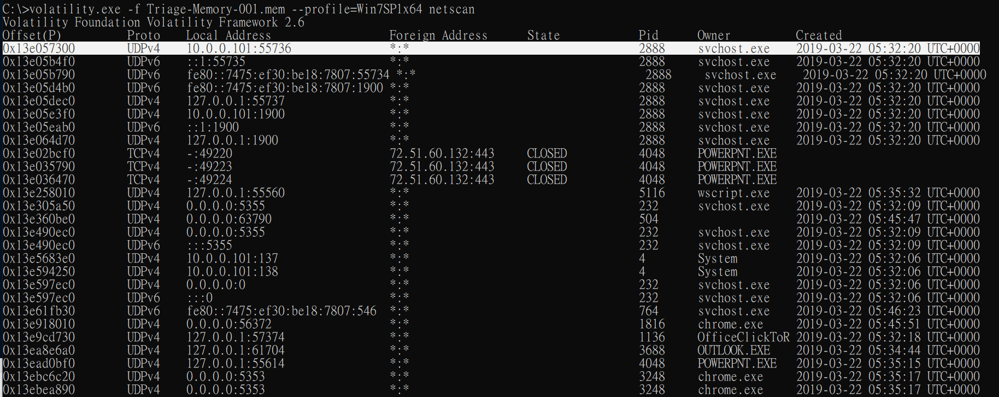 C:\>volatility.exe -f Triage-Memory-001.mem --profile=Win7SP1x64 netscan
Volatility Foundation Volatility Framework 2.6
Offset(P) Proto Local Address Foreign Address State Pid Owner Created
0x13e057300 UDPv4 10.0.0.101:55736 *:* 2888 svchost.exe 2019-03-22 05:32:20 UTC+0000
0x13e05b4f0 UDPv6 ::1:55735 *:* 2888 svchost.exe 2019-03-22 05:32:20 UTC+0000
0x13e05b790 UDPv6 fe80::7475:ef30:be18:7807:55734 *:* 2888 svchost.exe 2019-03-22 05:32:20 UTC+0000
0x13e05d4b0 UDPv6 fe80::7475:ef30:be18:7807:1900 *:* 2888 svchost.exe 2019-03-22 05:32:20 UTC+0000
0x13e05dec0 UDPv4 127.0.0.1:55737 *:* 2888 svchost.exe 2019-03-22 05:32:20 UTC+0000
0x13e05e3f0 UDPv4 10.0.0.101:1900 *:* 2888 svchost.exe 2019-03-22 05:32:20 UTC+0000
0x13e05eab0 UDPv6 ::1:1900 *:* 2888 svchost.exe 2019-03-22 05:32:20 UTC+0000
0x13e064d70 UDPv4 127.0.0.1:1900 *:* 2888 svchost.exe 2019-03-22 05:32:20 UTC+0000
0x13e02bcf0 TCPv4 -:49220 72.51.60.132:443 CLOSED 4048 POWERPNT.EXE
0x13e035790 TCPv4 -:49223 72.51.60.132:443 CLOSED 4048 POWERPNT.EXE
0x13e036470 TCPv4 -:49224 72.51.60.132:443 CLOSED 4048 POWERPNT.EXE
0x13e258010 UDPv4 127.0.0.1:55560 *:* 5116 wscript.exe 2019-03-22 05:35:32 UTC+0000
0x13e305a50 UDPv4 0.0.0.0:5355 *:* 232 svchost.exe 2019-03-22 05:32:09 UTC+0000
0x13e360be0 UDPv4 0.0.0.0:63790 *:* 504 2019-03-22 05:45:47 UTC+0000
0x13e490ec0 UDPv4 0.0.0.0:5355 *:* 232 svchost.exe 2019-03-22 05:32:09 UTC+0000
0x13e490ec0 UDPv6 :::5355 *:* 232 svchost.exe 2019-03-22 05:32:09 UTC+0000
0x13e5683e0 UDPv4 10.0.0.101:137 *:* 4 System 2019-03-22 05:32:06 UTC+0000
0x13e594250 UDPv4 10.0.0.101:138 *:* 4 System 2019-03-22 05:32:06 UTC+0000
0x13e597ec0 UDPv4 0.0.0.0:0 *:* 232 svchost.exe 2019-03-22 05:32:06 UTC+0000
0x13e597ec0 UDPv6 :::0 *:* 232 svchost.exe 2019-03-22 05:32:06 UTC+0000
0x13e61fb30 UDPv6 fe80::7475:ef30:be18:7807:546 *:* 764 svchost.exe 2019-03-22 05:46:23 UTC+0000
0x13e918010 UDPv4 0.0.0.0:56372 *:* 1816 chrome.exe 2019-03-22 05:45:51 UTC+0000
0x13e9cd730 UDPv4 127.0.0.1:57374 *:* 1136 OfficeClickToR 2019-03-22 05:32:18 UTC+0000
0x13ea8e6a0 UDPv4 127.0.0.1:61704 *:* 3688 OUTLOOK.EXE 2019-03-22 05:34:44 UTC+0000
0x13ead0bf0 UDPv4 127.0.0.1:55614 *:* 4048 POWERPNT.EXE 2019-03-22 05:35:15 UTC+0000
0x13ebc6c20 UDPv4 0.0.0.0:5353 *:* 3248 chrome.exe 2019-03-22 05:35:17 UTC+0000
0x13ebea890 UDPv4 0.0.0.0:5353 *:* 3248 chrome.exe 2019-03-22 05:35:17 UTC+0000